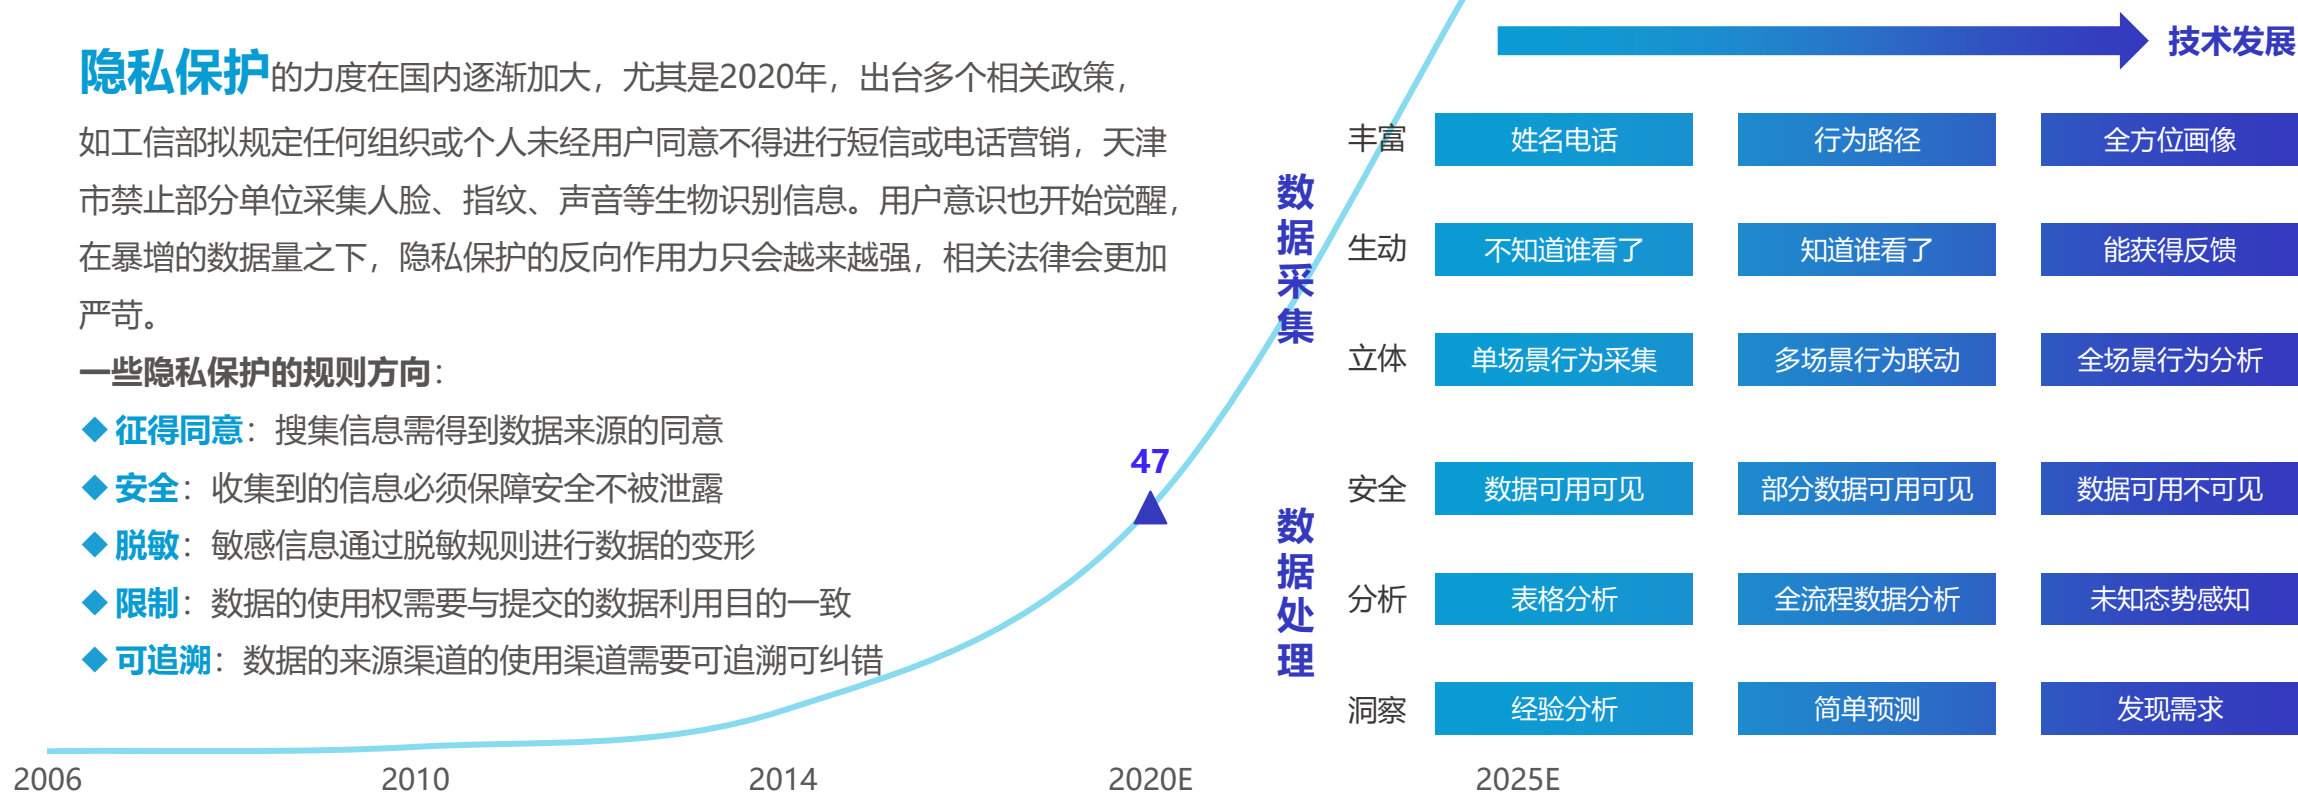 隐私保护的力度在国内逐渐加大，尤其是2020年，出台多个相关政策，
如工信部拟规定任何组织或个人未经用户同意不得进行短信或电话营销，天津
市禁止部分单位采集人脸、指纹、声音等生物识别信息。用户意识也开始觉醒，
在暴增的数据量之下，隐私保护的反向作用力只会越来越强，相关法律会更加
严苛。
一些隐私保护的规则方向：
◆征得同意：搜集信息需得到数据来源的同意
◆安全：收集到的信息必须保障安全不被泄露
◆脱敏：敏感信息通过脱敏规则进行数据的变形
◆限制：数据的使用权需要与提交的数据利用目的一致
◆可追溯：数据的来源渠道的使用渠道需要可追溯可纠错
47
2006 2010 2014 2020E 2025E
技术发展
数据采集
丰富 姓名电话 行为路径 全方位画像
生动 不知道谁看了 知道谁看了 能获得反馈
立体 单场景行为采集 多场景行为联动 全场景行为分析
数据处理
安全 数据可用可见 部分数据可用可见 数据可用不可见
分析 表格分析 全流程数据分析 未知态势感知
洞察 经验分析 简单预测 发现需求